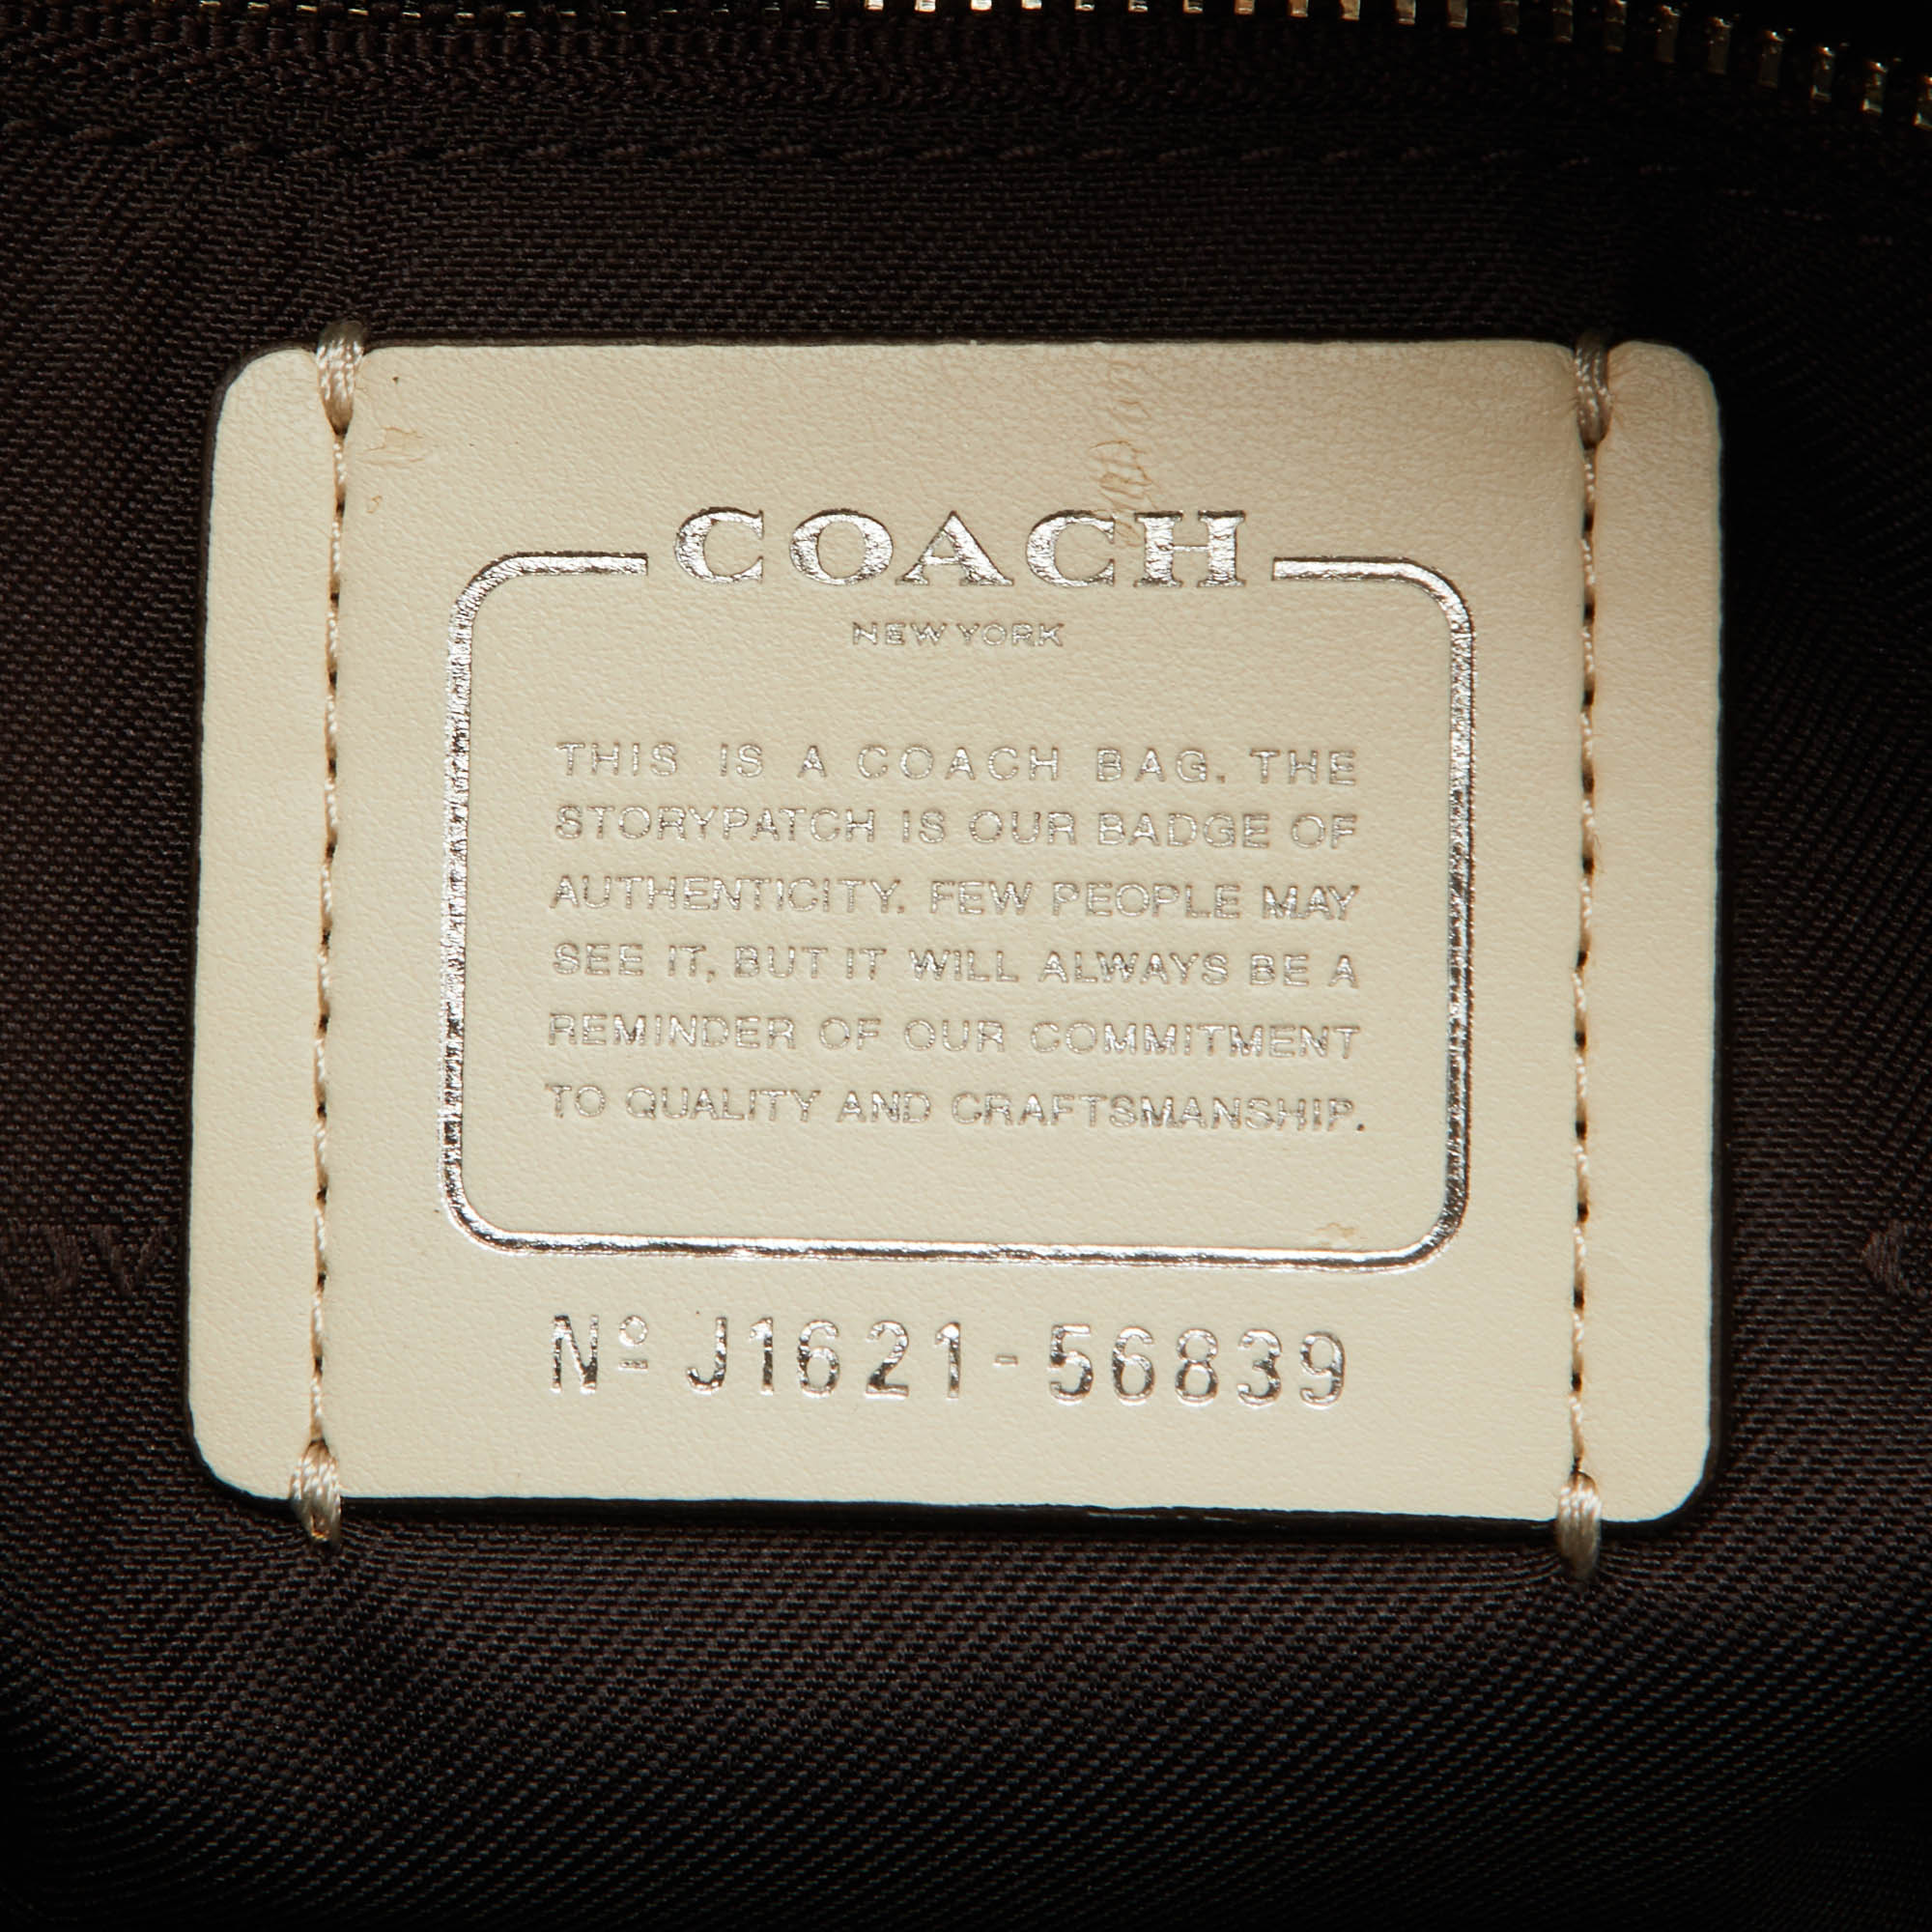 COACH
NEW YORK
THIS IS A COACH BAG. THE
STORYPATCH IS OUR BADGE OF
AUTHENTICITY. FEW PEOPLE MAY
SEE IT, BUT IT WILL ALWAYS BE A
REMINDER OF OUR COMMITMENT
TO QUALITY AND CRAFTSMANSHIP.
Nº J1621-56839